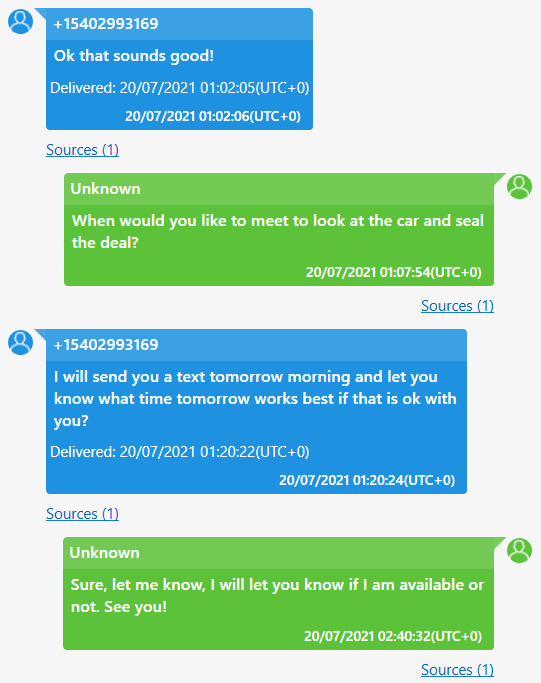 +15402993169
Ok that sounds good!
Delivered: 20/07/2021 01:02:05(UTC+0)
20/07/2021 01:02:06(UTC+0)
Sources (1)
Unknown
When would you like to meet to look at the car and seal
the deal?
20/07/2021 01:07:54(UTC+0)
Sources (1)
+15402993169
I will send you a text tomorrow morning and let you
know what time tomorrow works best if that is ok with
you?
Delivered: 20/07/2021 01:20:22(UTC+0)
20/07/2021 01:20:24(UTC+0)
Sources (1)
Unknown
Sure, let me know, I will let you know if I am available or
not. See you!
20/07/2021 02:40:32(UTC+0)
Sources (1)